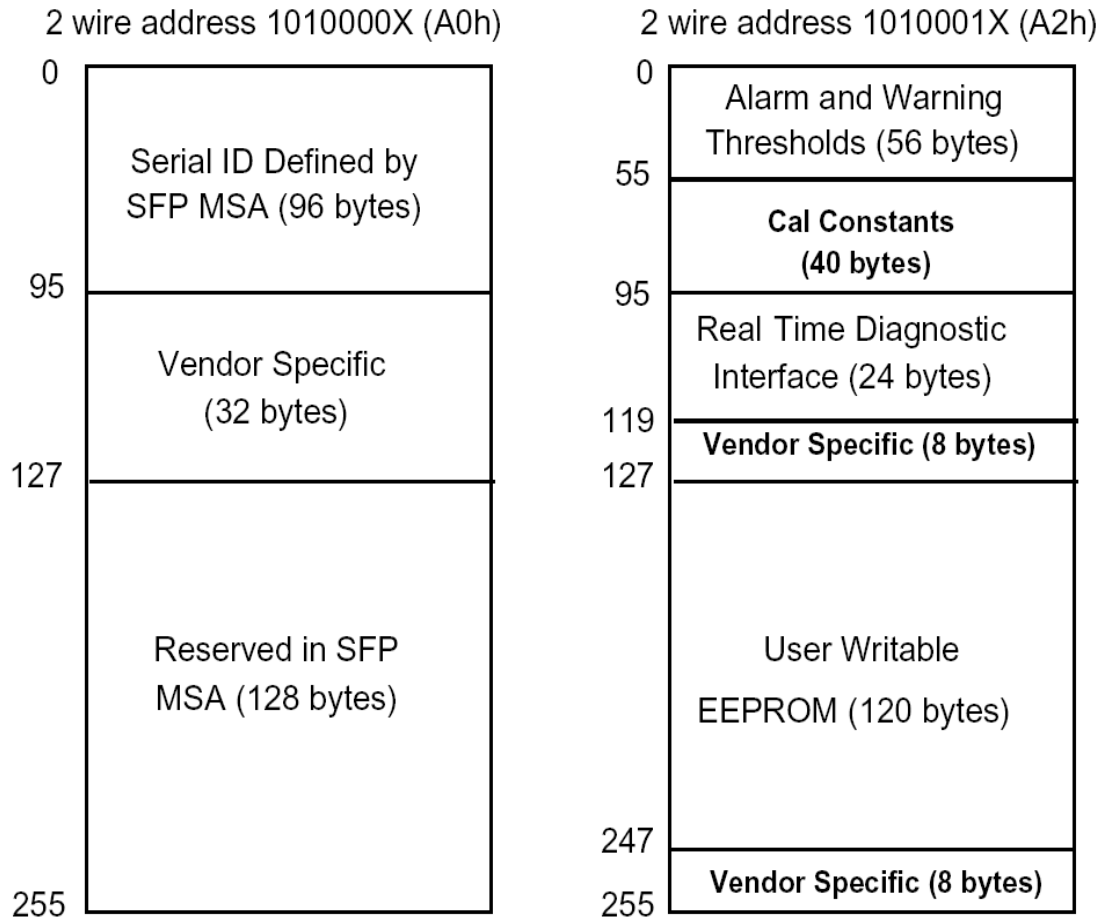 2 wire address 1010000X (A0h)
0
Serial ID Defined by
SFP MSA (96 bytes)
95
Vendor Specific
(32 bytes)
127
Reserved in SFP
MSA (128 bytes)
255
2 wire address 1010001X (A2h)
0
Alarm and Warning
Thresholds (56 bytes)
55
Cal Constants
(40 bytes)
95
Real Time Diagnostic
Interface (24 bytes)
119
Vendor Specific (8 bytes)
127
User Writable
EEPROM (120 bytes)
247
Vendor Specific (8 bytes)
255